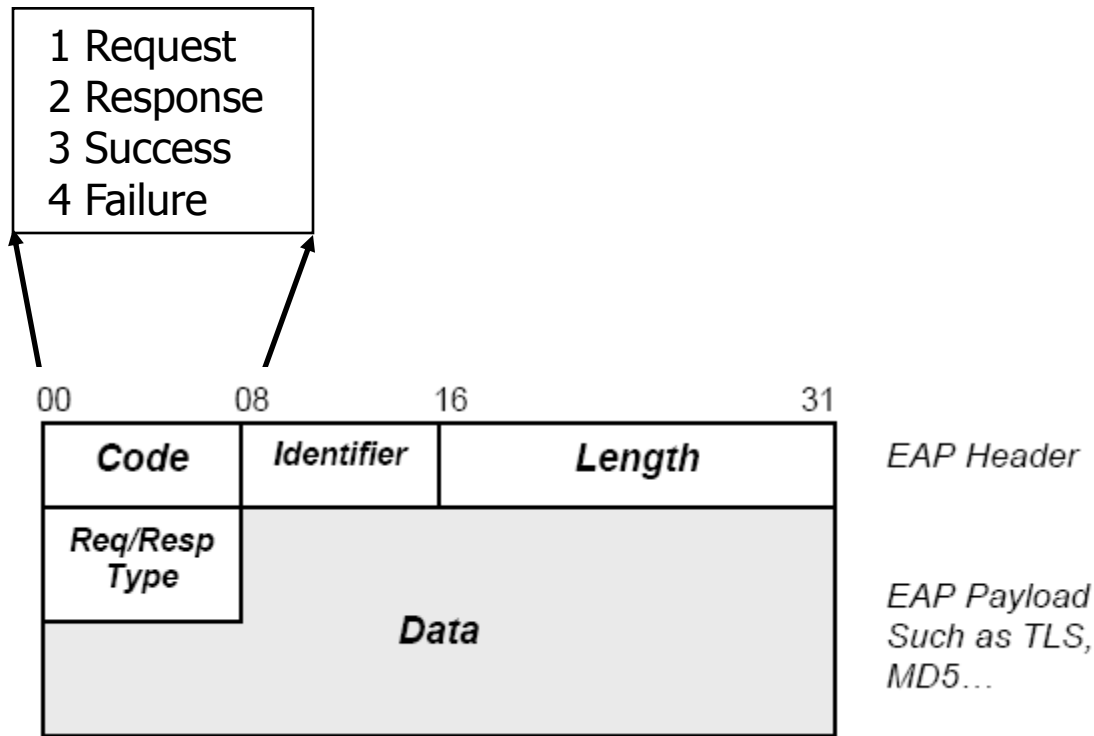 1 Request
2 Response
3 Success
4 Failure
00 08 16 31
Code Identifier Length EAP Header
Req/Resp
Type
Data
EAP Payload
Such as TLS,
MD5…